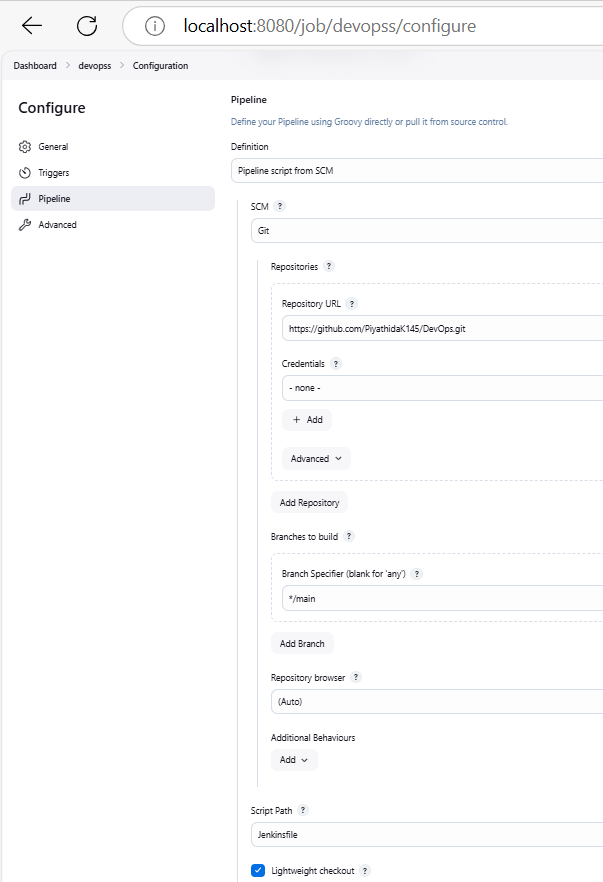 localhost:8080/job/devopss/configure
Dashboard > devopss > Configuration
Configure
General
Triggers
Pipeline
Advanced
Pipeline
Define your Pipeline using Groovy directly or pull it from source control.
Definition
Pipeline script from SCM
SCM ?
Git
Repositories ?
Repository URL ?
https://github.com/PiyathidaK145/DevOps.git
Credentials ?
- none -
+ Add
Advanced
Add Repository
Branches to build ?
Branch Specifier (blank for 'any') ?
*/main
Add Branch
Repository browser ?
(Auto)
Additional Behaviours
Add
Script Path ?
Jenkinsfile
Lightweight checkout ?